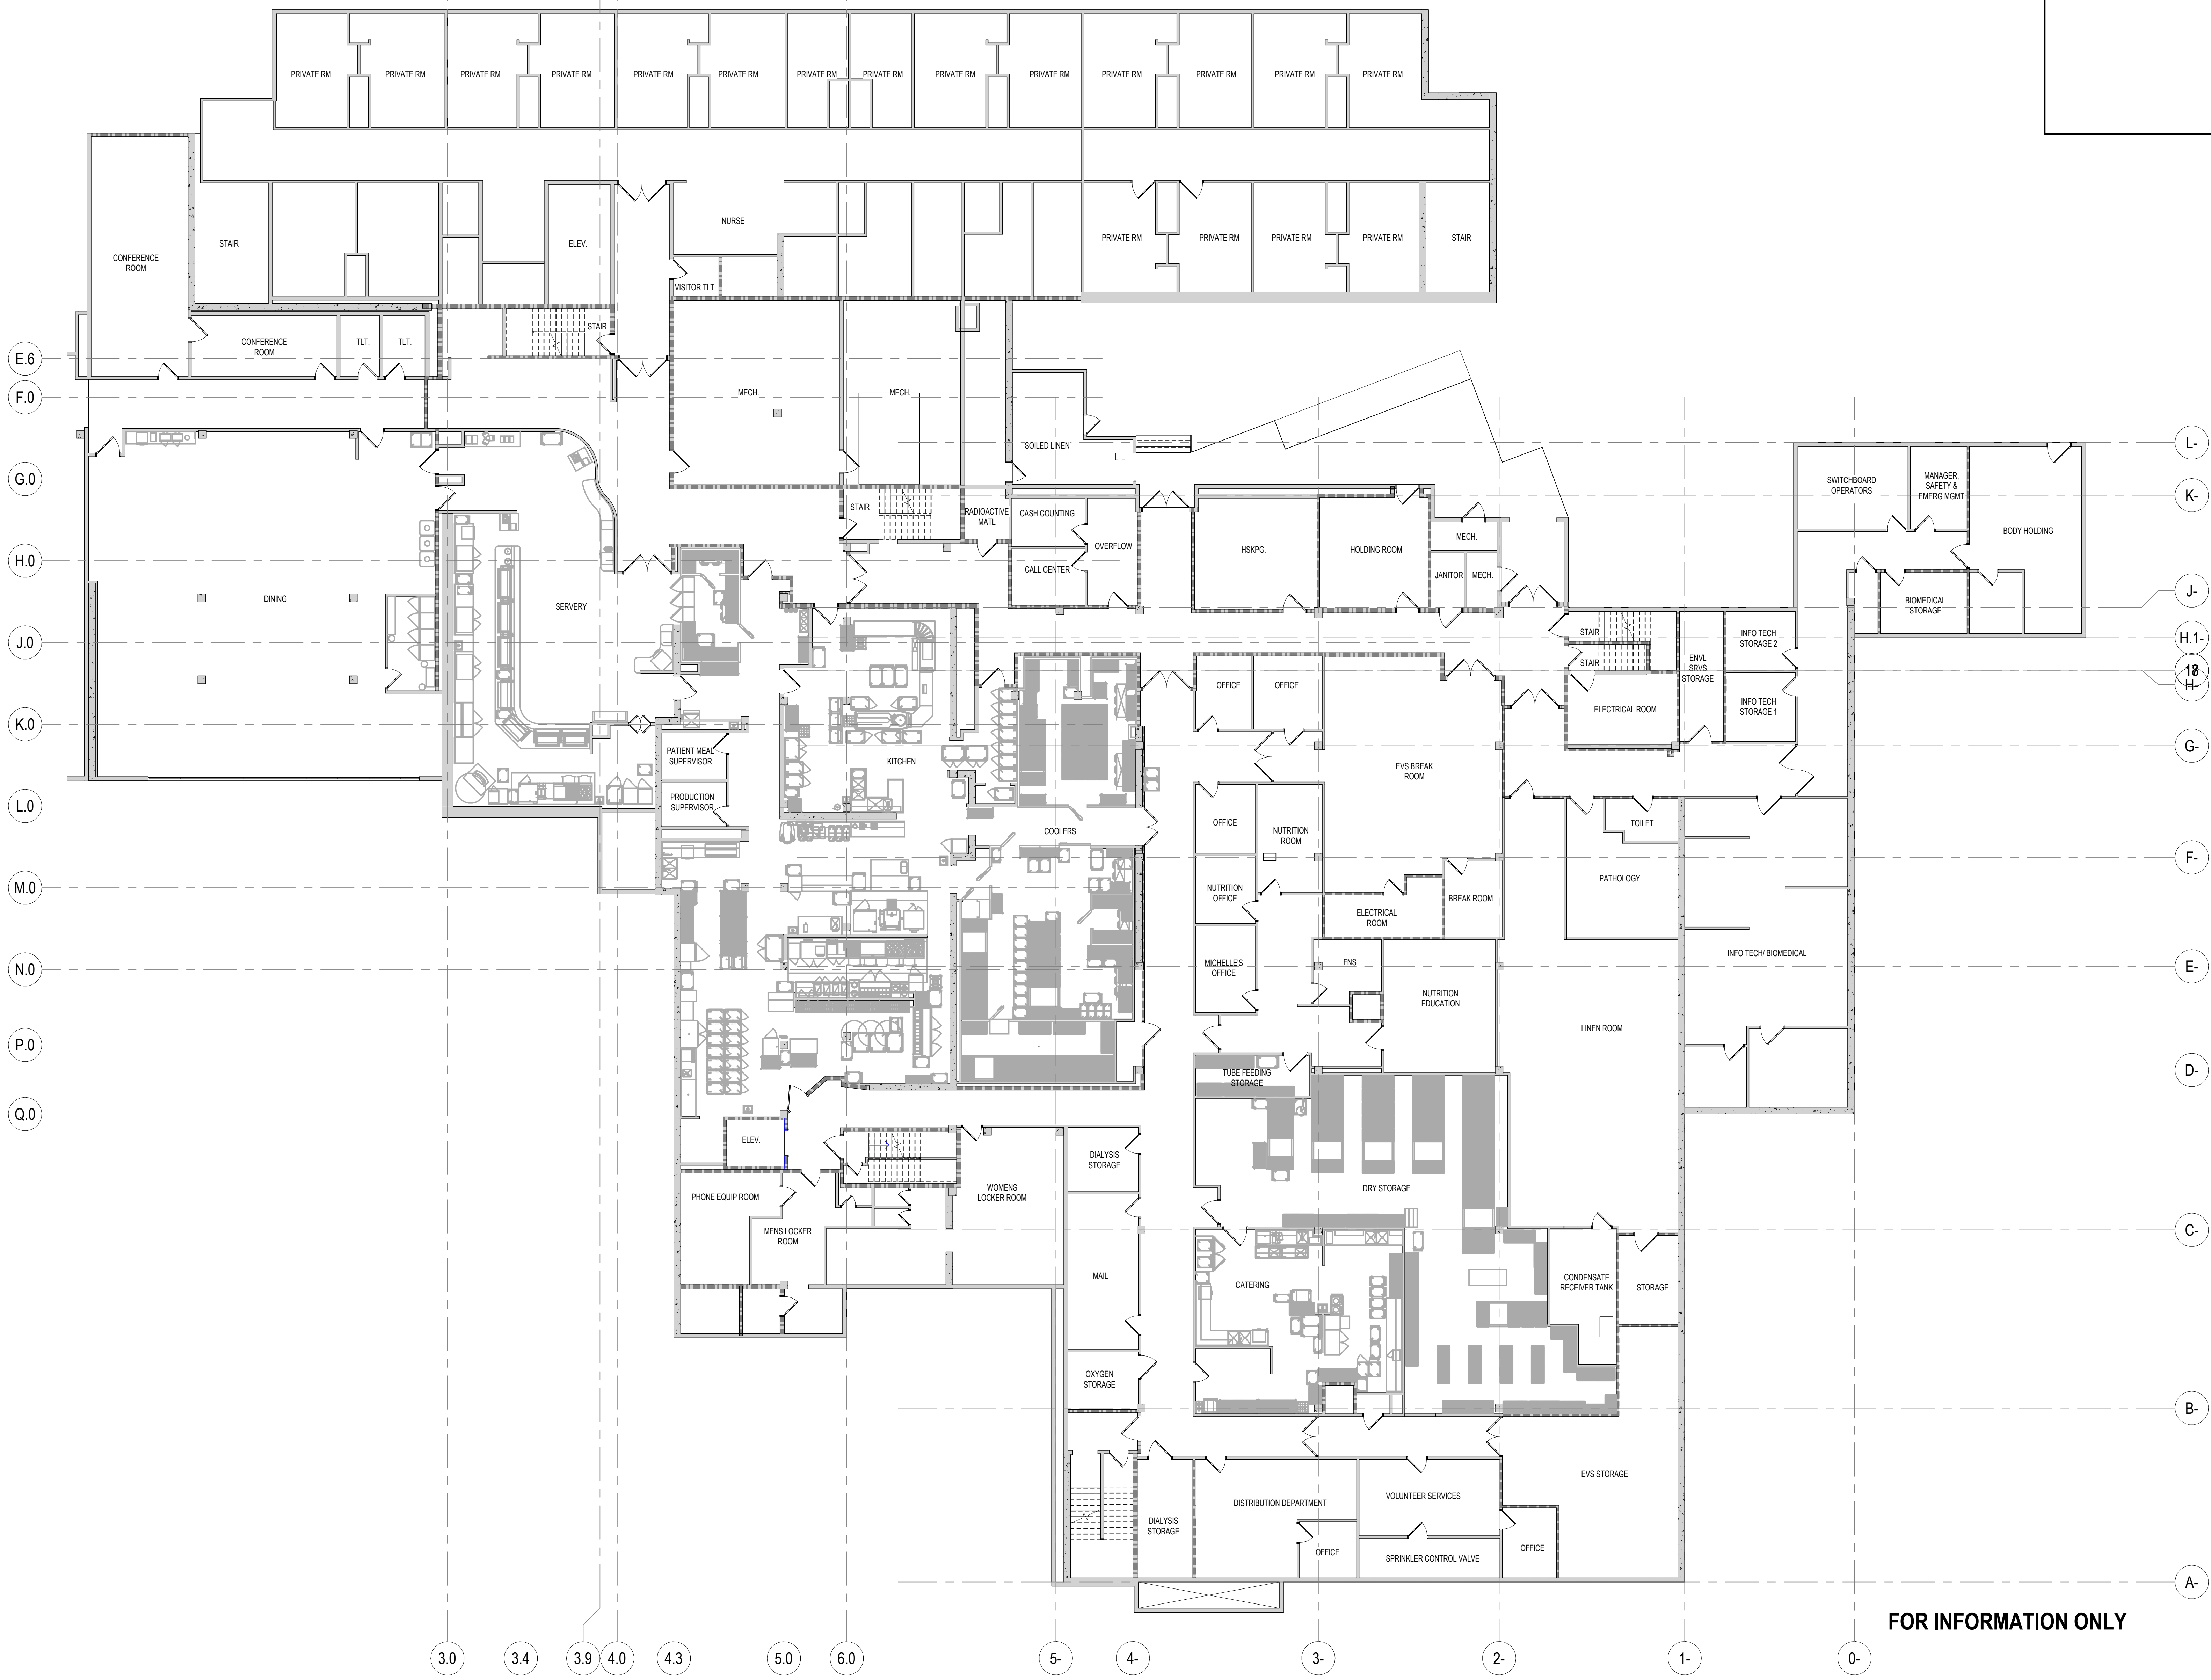 PRIVATE RM
PRIVATE RM
PRIVATE RM
PRIVATE RM
PRIVATE RM
PRIVATE RM
PRIVATE RM
PRIVATE RM
PRIVATE RM
PRIVATE RM
PRIVATE RM
PRIVATE RM
PRIVATE RM
PRIVATE RM
CONFERENCE
ROOM
STAIR
ELEV.
NURSE
VISITOR TLT
PRIVATE RM
PRIVATE RM
PRIVATE RM
PRIVATE RM
STAIR
CONFERENCE
ROOM
TLT.
TLT.
STAIR
MECH.
MECH.
SOILED LINEN
STAIR
RADIOACTIVE
MATL
CASH COUNTING
OVERFLOW
CALL CENTER
HSKPG.
HOLDING ROOM
MECH.
JANITOR
MECH.
SWITCHBOARD
OPERATORS
MANAGER,
SAFETY &
EMERG MGMT
BODY HOLDING
BIOMEDICAL
STORAGE
DINING
SERVERY
STAIR
STAIR
ENVL
SRVS
STORAGE
INFO TECH
STORAGE 2
INFO TECH
STORAGE 1
ELECTRICAL ROOM
OFFICE
OFFICE
PATIENT MEAL
SUPERVISOR
PRODUCTION
SUPERVISOR
KITCHEN
COOLERS
EVS BREAK
ROOM
OFFICE
NUTRITION
ROOM
TOILET
PATHOLOGY
NUTRITION
OFFICE
ELECTRICAL
ROOM
BREAK ROOM
MICHELLE'S
OFFICE
FNS
NUTRITION
EDUCATION
LINEN ROOM
INFO TECH/ BIOMEDICAL
TUBE FEEDING
STORAGE
ELEV.
DIALYSIS
STORAGE
PHONE EQUIP ROOM
WOMENS
LOCKER ROOM
DRY STORAGE
MENS LOCKER
ROOM
MAIL
CATERING
CONDENSATE
RECEIVER TANK
STORAGE
OXYGEN
STORAGE
EVS STORAGE
DISTRIBUTION DEPARTMENT
VOLUNTEER SERVICES
DIALYSIS
STORAGE
OFFICE
SPRINKLER CONTROL VALVE
OFFICE
E.6
F.0
G.0
H.0
J.0
K.0
L.0
M.0
N.0
P.0
Q.0
L-
K-
J-
H.1-
H-
G-
F-
E-
D-
C-
B-
A-
FOR INFORMATION ONLY
3.0
3.4
3.9
4.0
4.3
5.0
6.0
5-
4-
3-
2-
1-
0-